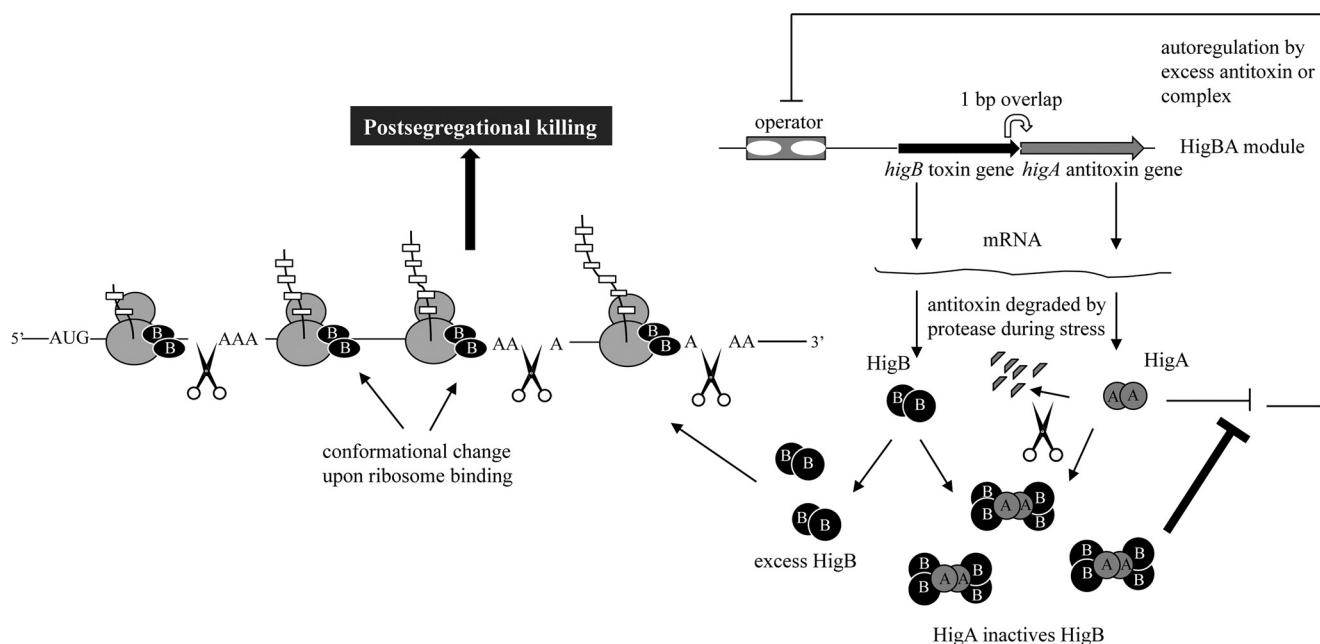 autoregulation by
excess antitoxin or
complex
1 bp overlap
operator
HigBA module
higB toxin gene higA antitoxin gene
Postsegregational killing
mRNA
antitoxin degraded by
protease during stress
HigB
HigA
B B
A A
5’ AUG B B AAA B B B B AA A B B A AA 3’
conformational change
upon ribosome binding
B B
B B
excess HigB
B B A A B B
B B A A B B
B B A A B B
HigA inactives HigB